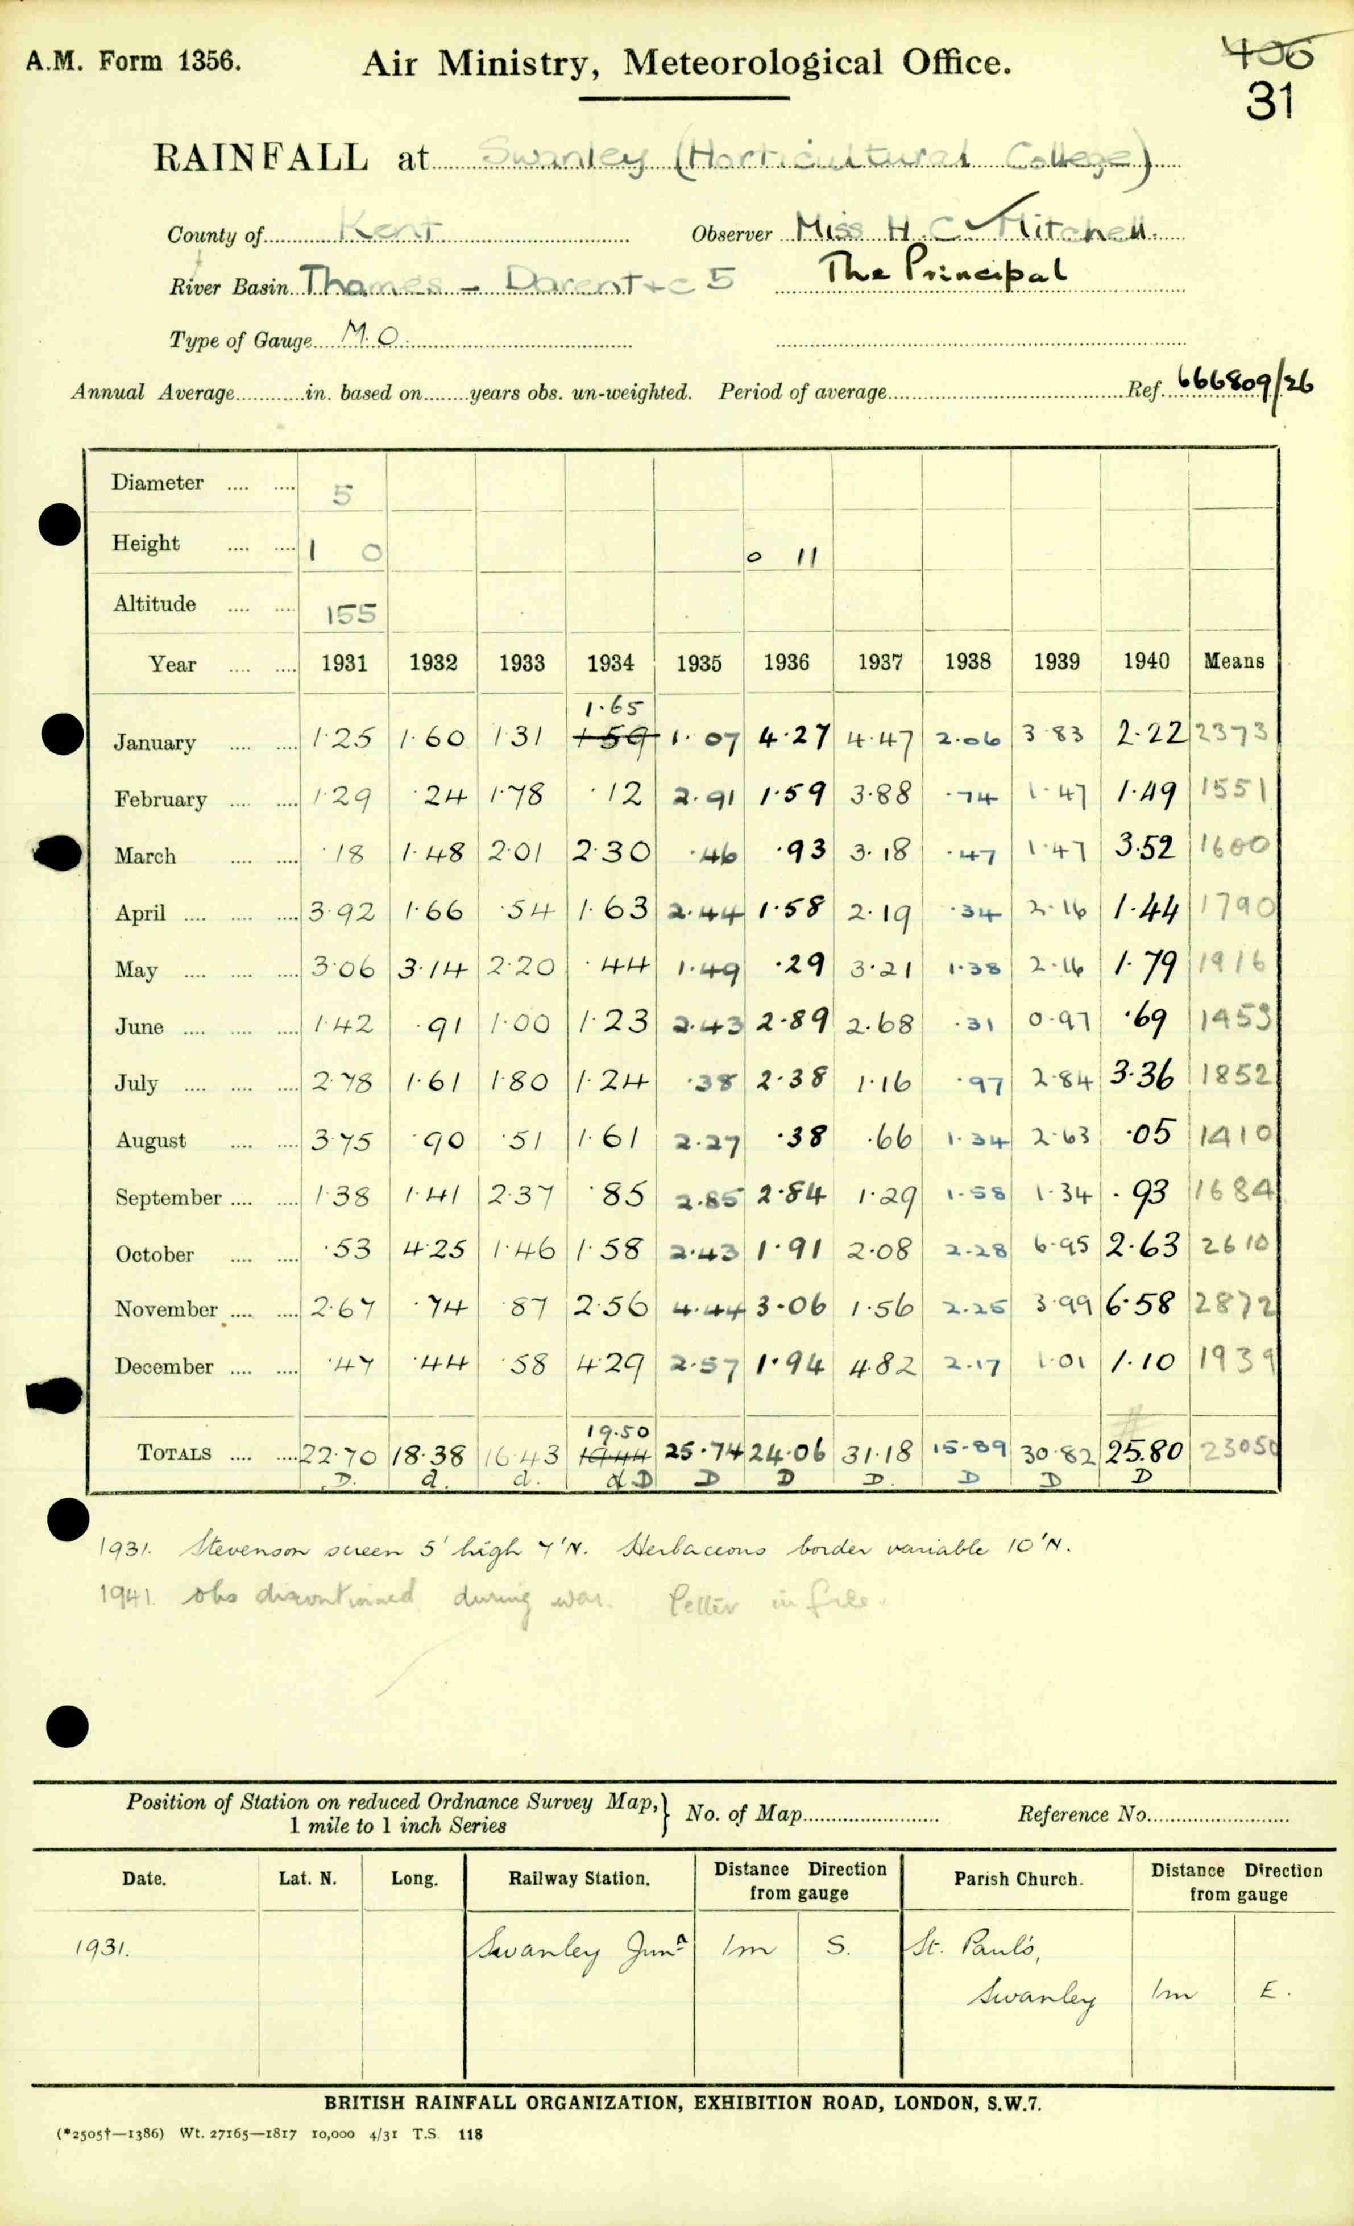 A.M. Form 1356. Air Ministry, Meteorological Office. 406
31
RAINFALL at Swanley (Horticultural College)
County of Kent Observer Miss H. C. Mitchell.
River Basin Thames - Darent +c 5 The Principal
Type of Gauge M.O.
Annual Average in. based on years obs. un-weighted. Period of average Ref. 666809/26
Diameter 5
Height 1 0 0 11
Altitude 155
Year 1931 1932 1933 1934 1935 1936 1937 1938 1939 1940 Means
1.65
January 1.25 1.60 1.31 1.59 1.07 4.27 4.47 2.06 3.83 2.22 2373
February 1.29 .24 1.78 .12 2.91 1.59 3.88 .74 1.47 1.49 1551
March .18 1.48 2.01 2.30 .46 .93 3.18 .47 1.47 3.52 1600
April 3.92 1.66 .54 1.63 2.44 1.58 2.19 .34 2.16 1.44 1790
May 3.06 3.14 2.20 .44 1.49 .29 3.21 1.38 2.16 1.79 1916
June 1.42 .91 1.00 1.23 2.43 2.89 2.68 .31 0.97 .69 1453
July 2.78 1.61 1.80 1.24 .38 2.38 1.16 .97 2.84 3.36 1852
August 3.75 .90 .51 1.61 2.27 .38 .66 1.34 2.63 .05 1410
September 1.38 1.41 2.37 .85 2.85 2.84 1.29 1.58 1.34 .93 1684
October .53 4.25 1.46 1.58 2.43 1.91 2.08 2.28 6.95 2.63 2610
November 2.67 .74 .87 2.56 4.44 3.06 1.56 2.25 3.99 6.58 2872
December .47 .44 .58 4.29 2.57 1.94 4.82 2.17 1.01 1.10 1939
19.50
TOTALS 22.70 18.38 16.43 19.44 25.74 24.06 31.18 15.89 30.82 25.80 23050
D. d. d. d D D D D. D D D
1931. Stevenson screen 5' high 7'N. Herbaceous border variable 10'N.
1941. obs discontinued during war. Letter in file.
Position of Station on reduced Ordnance Survey Map, No. of Map Reference No.
1 mile to 1 inch Series
Date. Lat. N. Long. Railway Station. Distance Direction from gauge Parish Church. Distance Direction from gauge
1931. Swanley Junn 1m S. St. Paul's,
Swanley 1m E.
BRITISH RAINFALL ORGANIZATION, EXHIBITION ROAD, LONDON, S.W.7.
(*2505†—1386) Wt. 27165—1817 10,000 4/31 T.S. 118